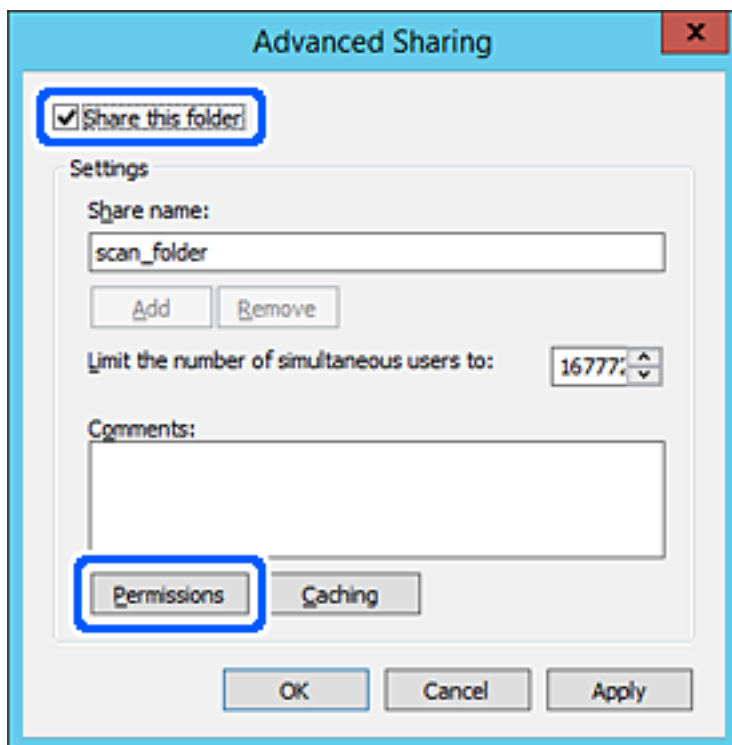 Advanced Sharing
x
Share this folder
Settings
Share name:
scan_folder
Add Remove
Limit the number of simultaneous users to: 167772
Comments:
Permissions Caching
OK Cancel Apply